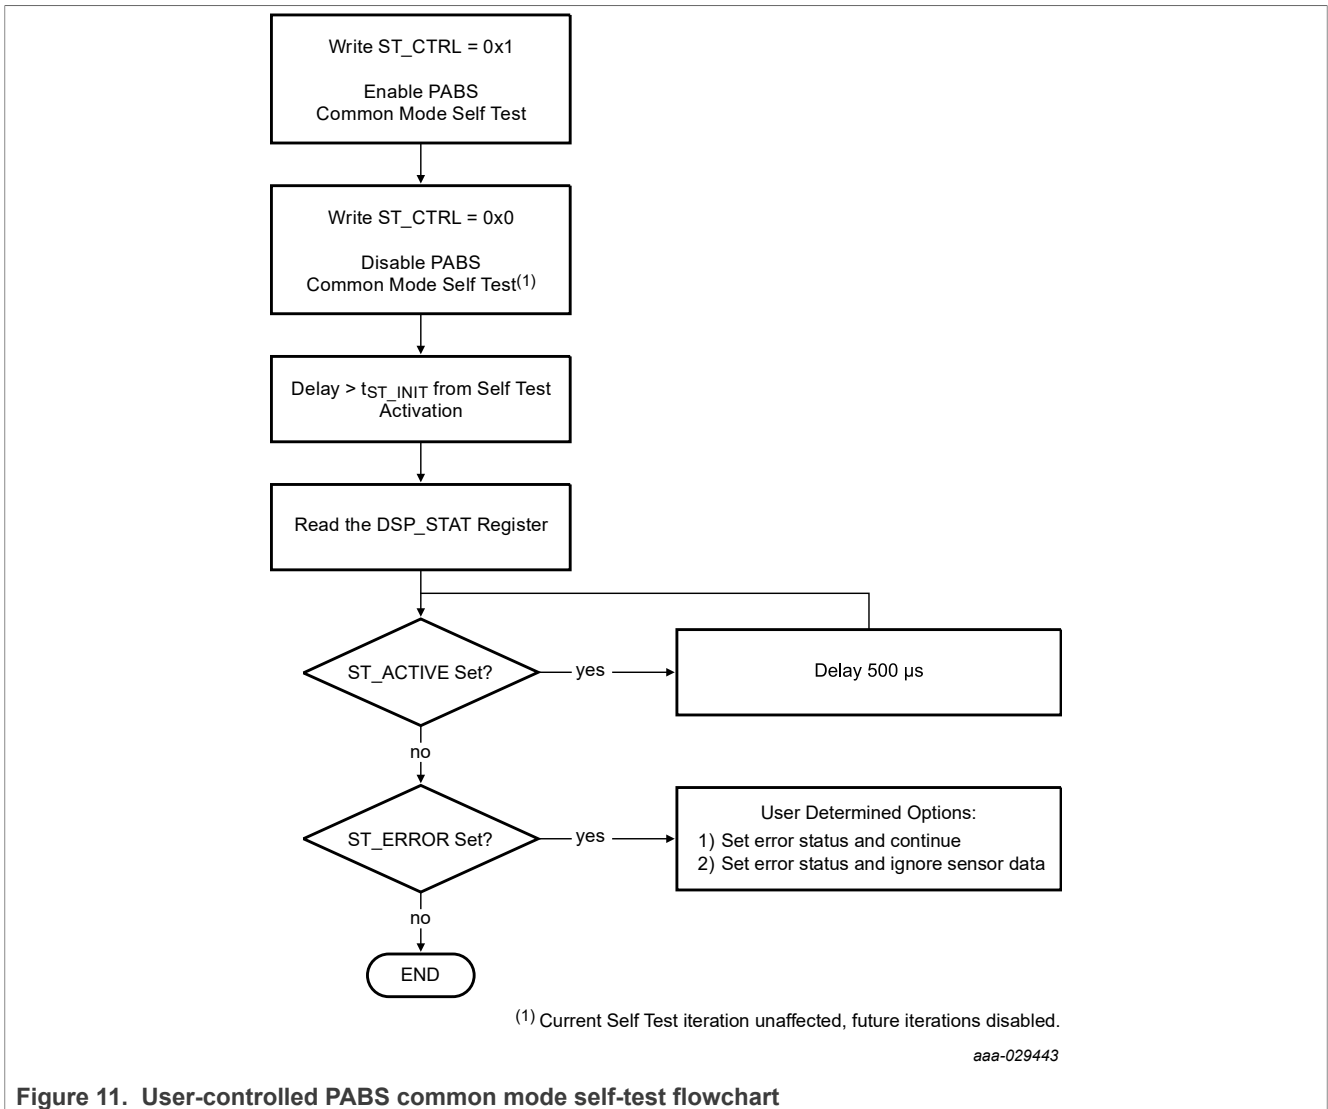 Write ST_CTRL = 0x1
Enable PABS
Common Mode Self Test
Write ST_CTRL = 0x0
Disable PABS
Common Mode Self Test(1)
Delay > tST_INIT from Self Test
Activation
Read the DSP_STAT Register
ST_ACTIVE Set?
yes
Delay 500 µs
no
ST_ERROR Set?
yes
User Determined Options:
1) Set error status and continue
2) Set error status and ignore sensor data
no
END
(1) Current Self Test iteration unaffected, future iterations disabled.
aaa-029443
Figure 11. User-controlled PABS common mode self-test flowchart